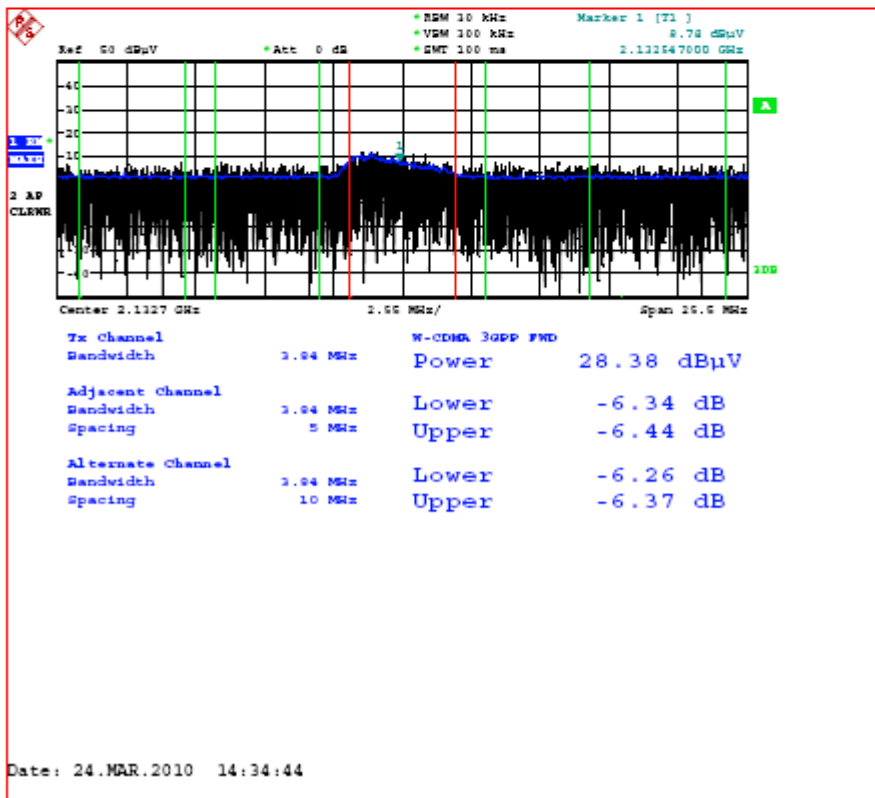 R
S
* RBW 30 kHz
Marker 1 [T1 ]
* VBW 300 kHz
8.78 dBµV
Ref 50 dBµV
* Att 0 dB
* SWT 100 ms
2.132547000 GHz
A
40
30
20
1
10
2 AP
CLRWR
-40
3DB
Center 2.1327 GHz
2.55 MHz/
Span 25.5 MHz
Tx Channel
W-CDMA 3GPP FWD
Bandwidth
3.84 MHz
Power
28.38 dBµV
Adjacent Channel
Bandwidth
3.84 MHz
Lower
-6.34 dB
Spacing
5 MHz
Upper
-6.44 dB
Alternate Channel
Bandwidth
3.84 MHz
Lower
-6.26 dB
Spacing
10 MHz
Upper
-6.37 dB
Date: 24.MAR.2010 14:34:44